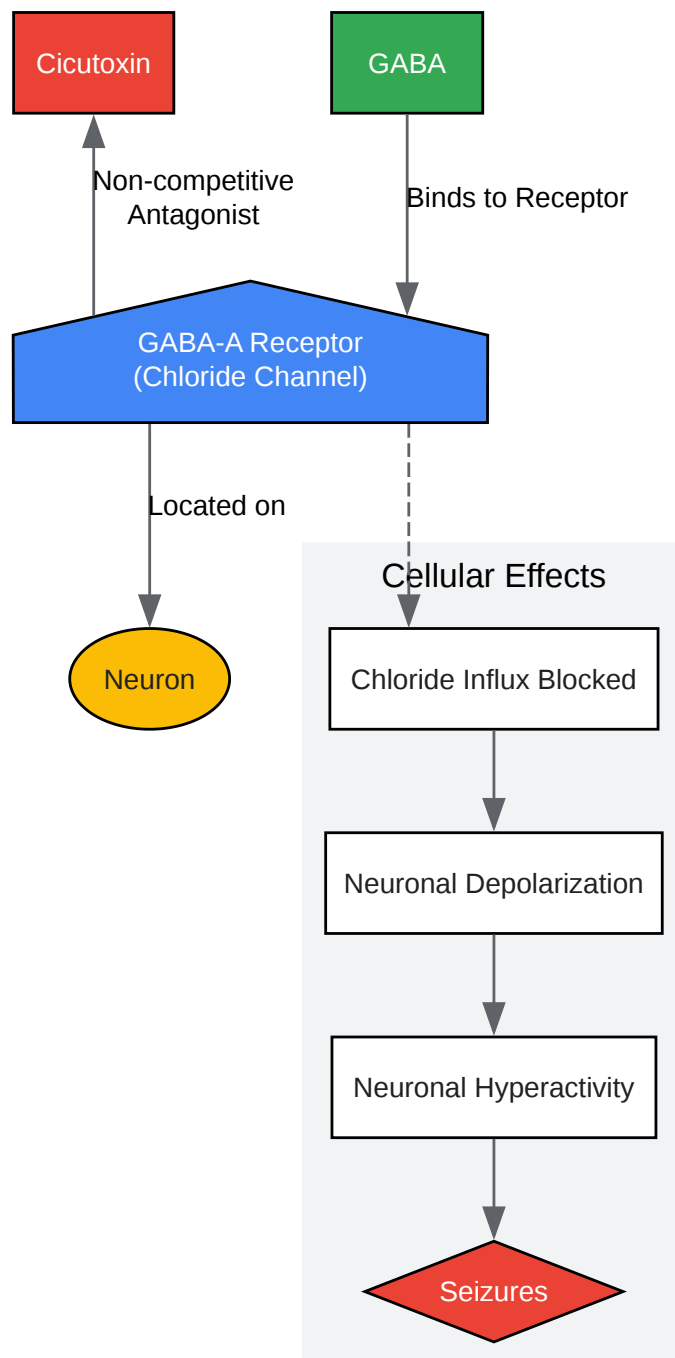 Cicutoxin
GABA
Non-competitive
Antagonist
Binds to Receptor
GABA-A Receptor
(Chloride Channel)
Located on
Cellular Effects
Neuron
Chloride Influx Blocked
Neuronal Depolarization
Neuronal Hyperactivity
Seizures